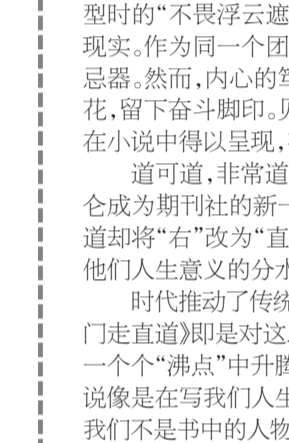 型时的“不畏浮云遮
现实。作为同一个团
忌器。然而,内心的笃
花,留下奋斗脚印。见
在小说中得以呈现,
道可道,非常道
仑成为期刊社的新一
道却将“右”改为“直
他们人生意义的分水
时代推动了传统
门走直道》即是对这
一个个“沸点”中升腾
说像是在写我们人生
我们不是书中的人物